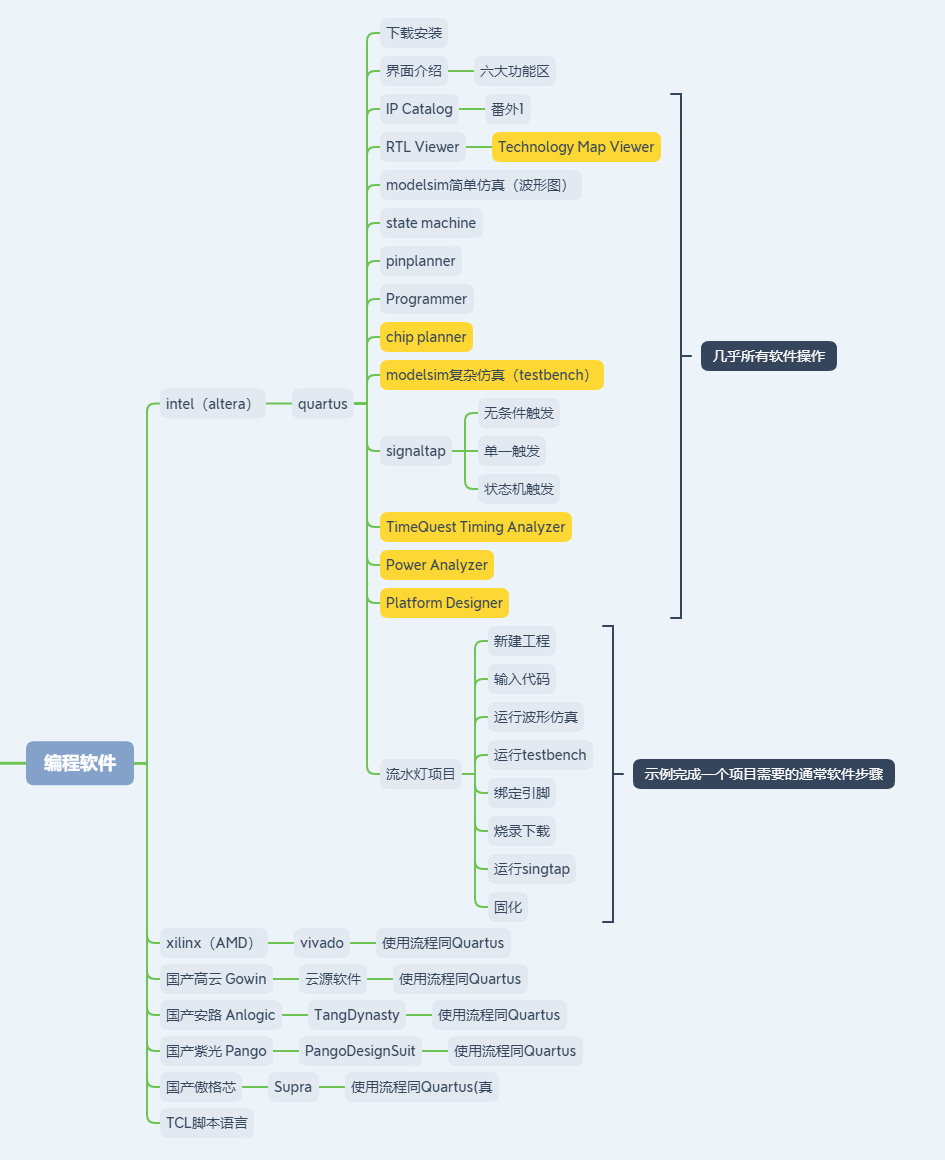 下载安装
界面介绍
六大功能区
IP Catalog
番外1
RTL Viewer
Technology Map Viewer
modelsim简单仿真（波形图）
state machine
pinplanner
Programmer
chip planner
几乎所有软件操作
modelsim复杂仿真（testbench）
intel（altera）
quartus
无条件触发
signaltap
单一触发
状态机触发
TimeQuest Timing Analyzer
Power Analyzer
Platform Designer
新建工程
输入代码
运行波形仿真
运行testbench
编程软件
流水灯项目
示例完成一个项目需要的通常软件步骤
绑定引脚
烧录下载
运行singtap
固化
xilinx（AMD）
vivado
使用流程同Quartus
国产高云 Gowin
云源软件
使用流程同Quartus
国产安路 Anlogic
TangDynasty
使用流程同Quartus
国产紫光 Pango
PangoDesignSuit
使用流程同Quartus
国产傲格芯
Supra
使用流程同Quartus(真
TCL脚本语言